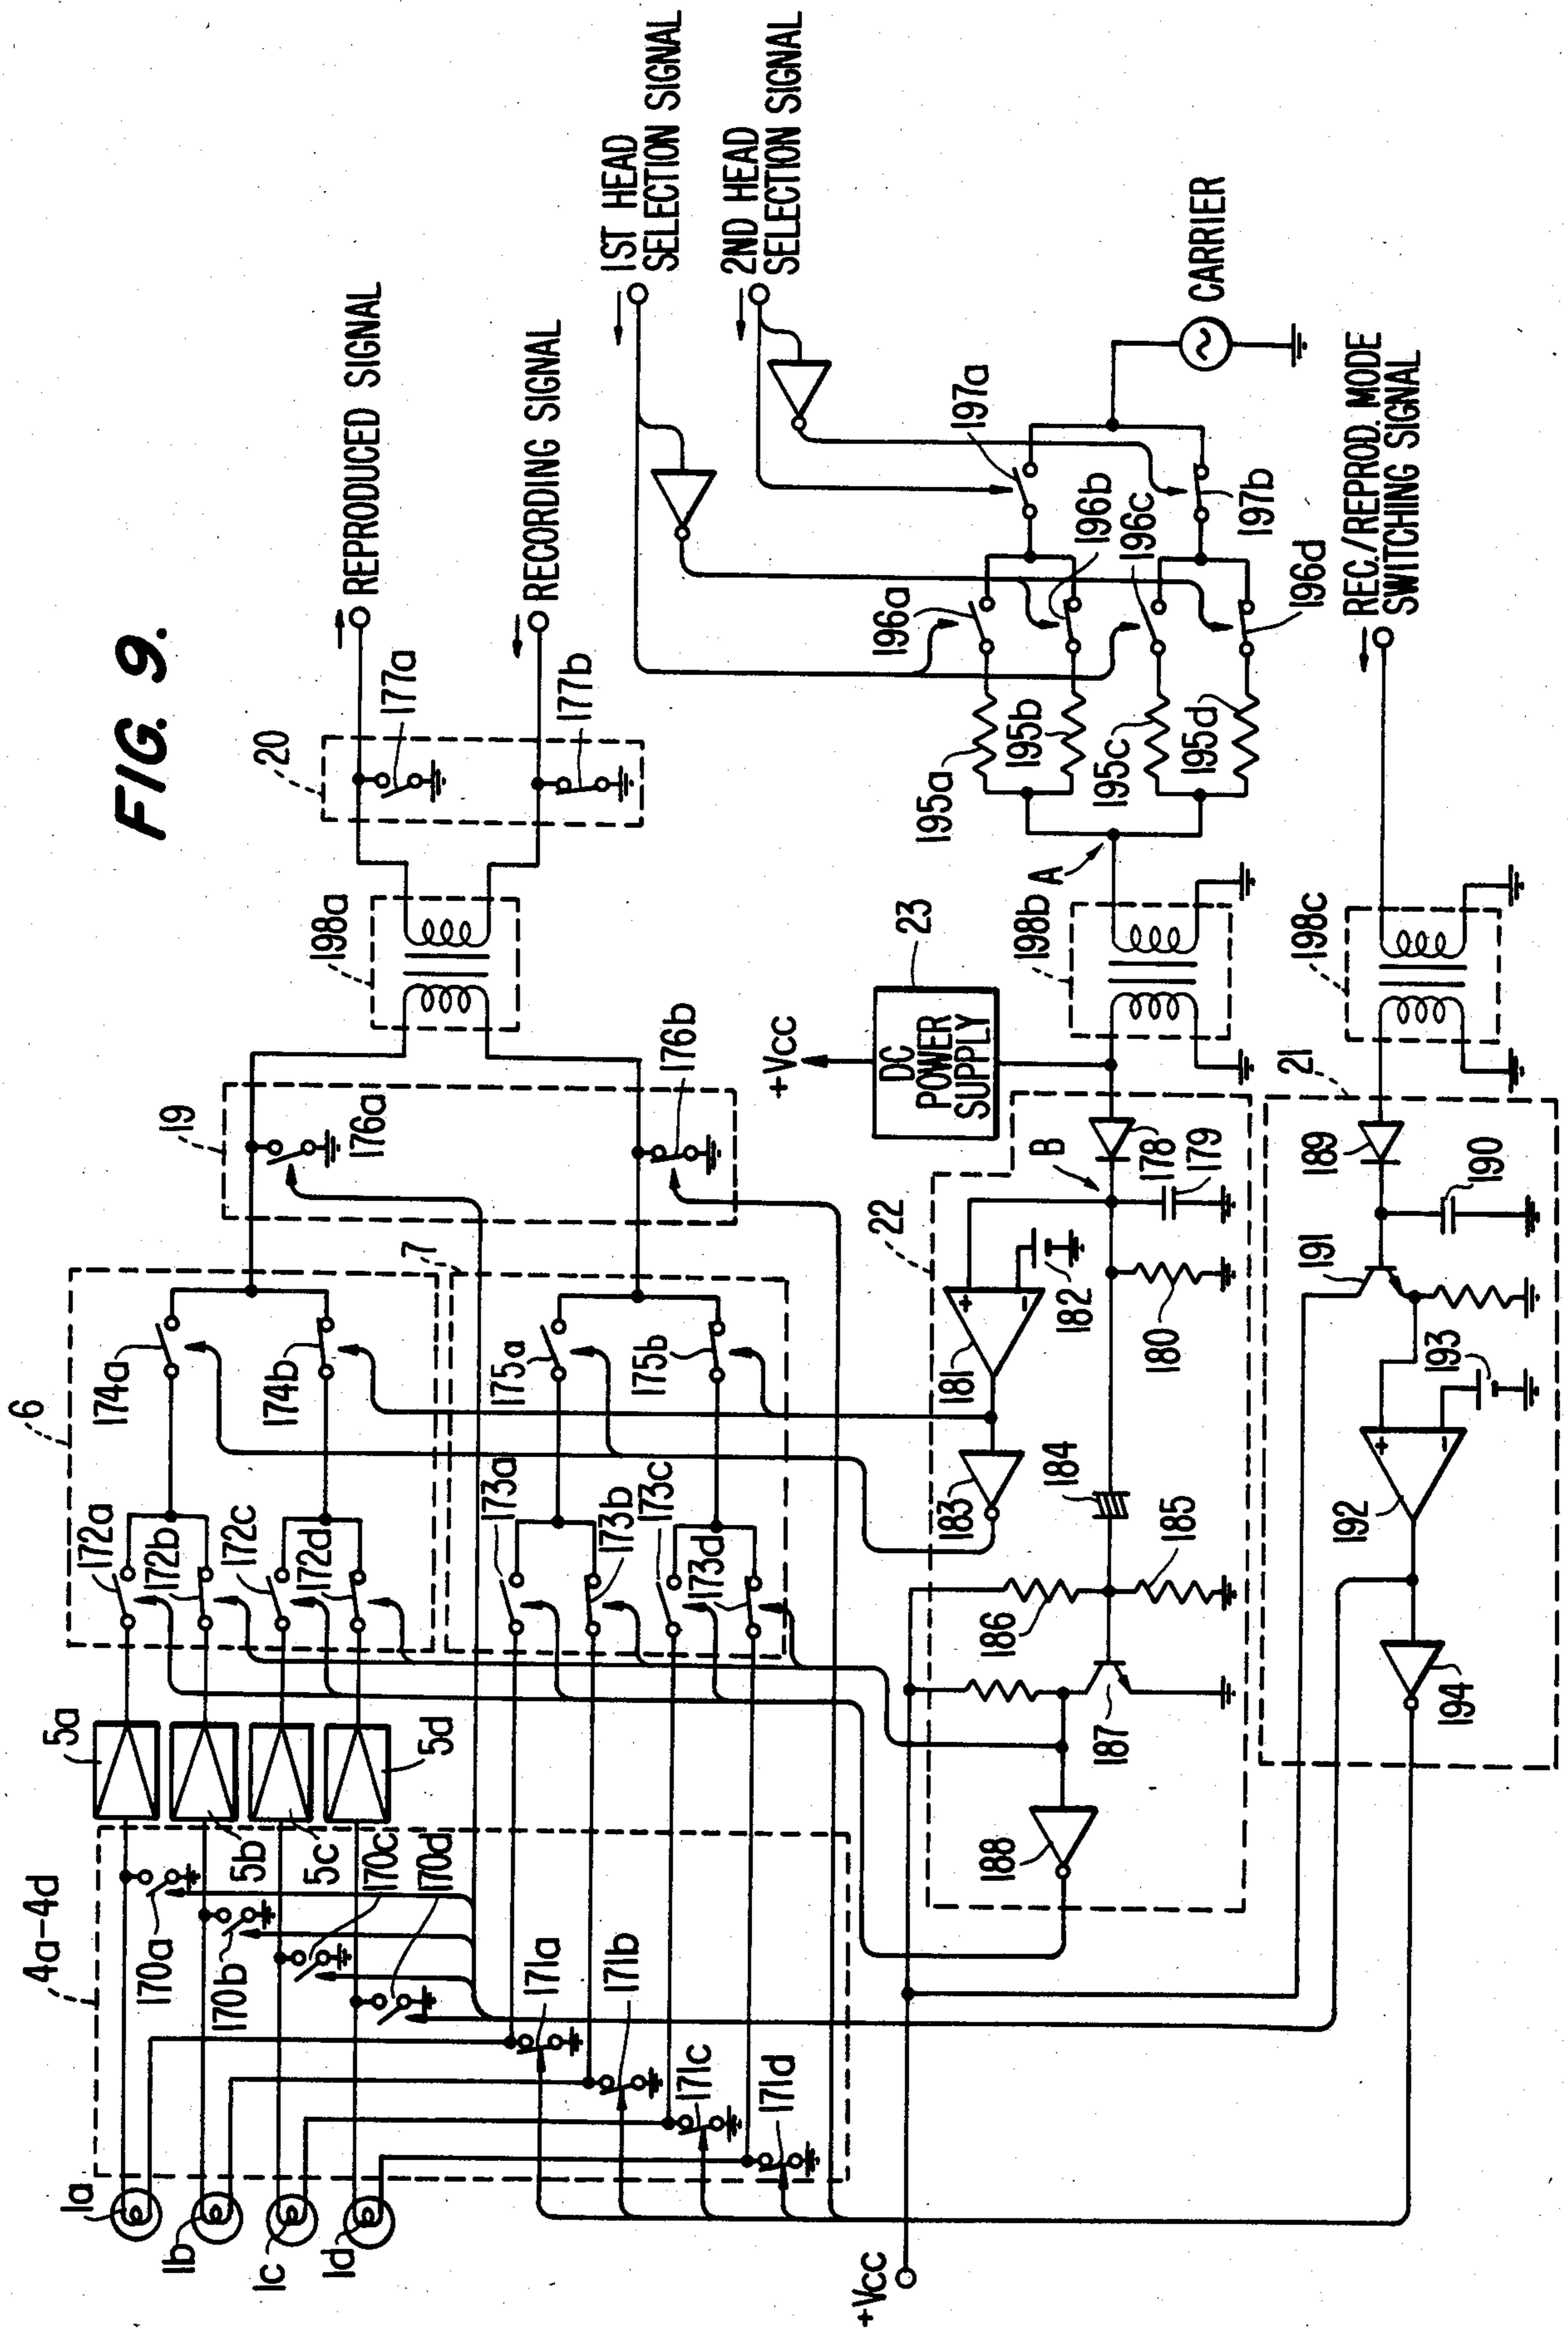 FIG. 9.
4a-4d
6
19
20
REPRODUCED SIGNAL
RECORDING SIGNAL
1ST HEAD
SELECTION SIGNAL
2ND HEAD
SELECTION SIGNAL
CARRIER
REC./REPROD. MODE
SWITCHING SIGNAL
1a
1b
1c
1d
5a
5b
5c
5d
170a
170b
170c
170d
171a
171b
171c
171d
172a
172b
172c
172d
173a
173b
173c
173d
174a
174b
175a
175b
7
176a
176b
198a
177a
177b
+Vcc
DC
POWER
SUPPLY
23
198b
A
195a
195b
195c
195d
196a
196b
196c
196d
197a
197b
22
B
178
179
180
181
+
-
182
183
184
185
186
187
188
21
198c
189
190
191
192
+
-
193
194
+Vcc